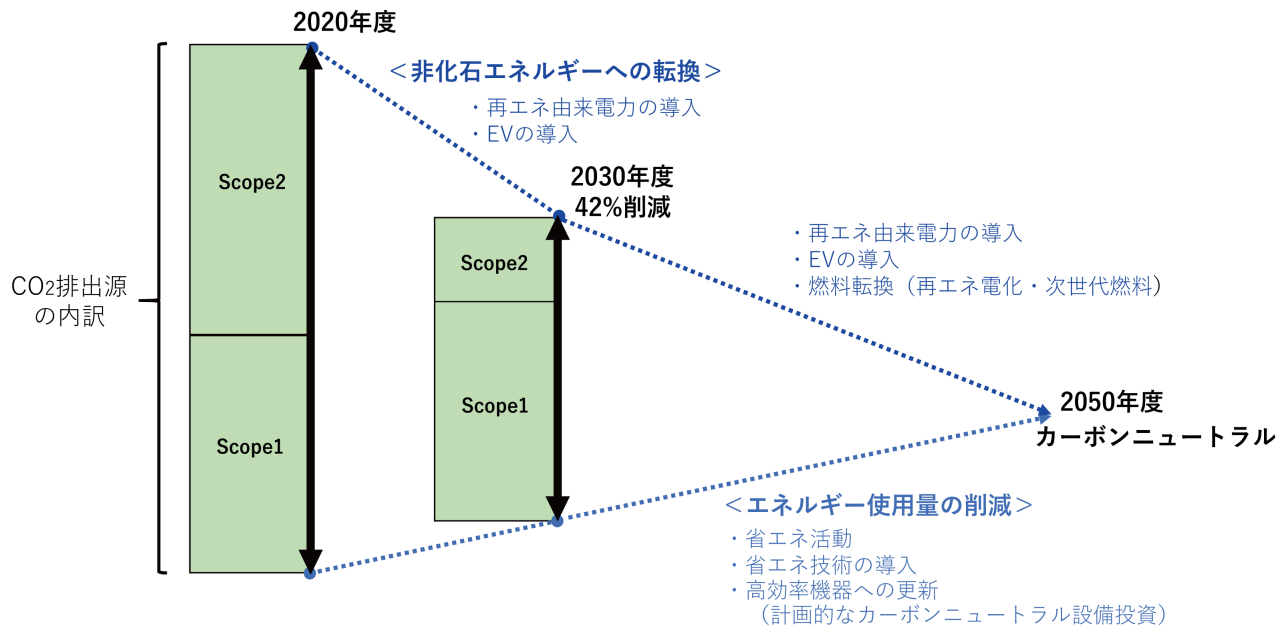 2020年度
＜非化石エネルギーへの転換＞
・再エネ由来電力の導入
・EVの導入
Scope2
2030年度
42%削減
・再エネ由来電力の導入
・EVの導入
・燃料転換（再エネ電化・次世代燃料）
Scope2
CO2排出源
の内訳
Scope1
Scope1
2050年度
カーボンニュートラル
＜エネルギー使用量の削減＞
・省エネ活動
・省エネ技術の導入
・高効率機器への更新
（計画的なカーボンニュートラル設備投資）